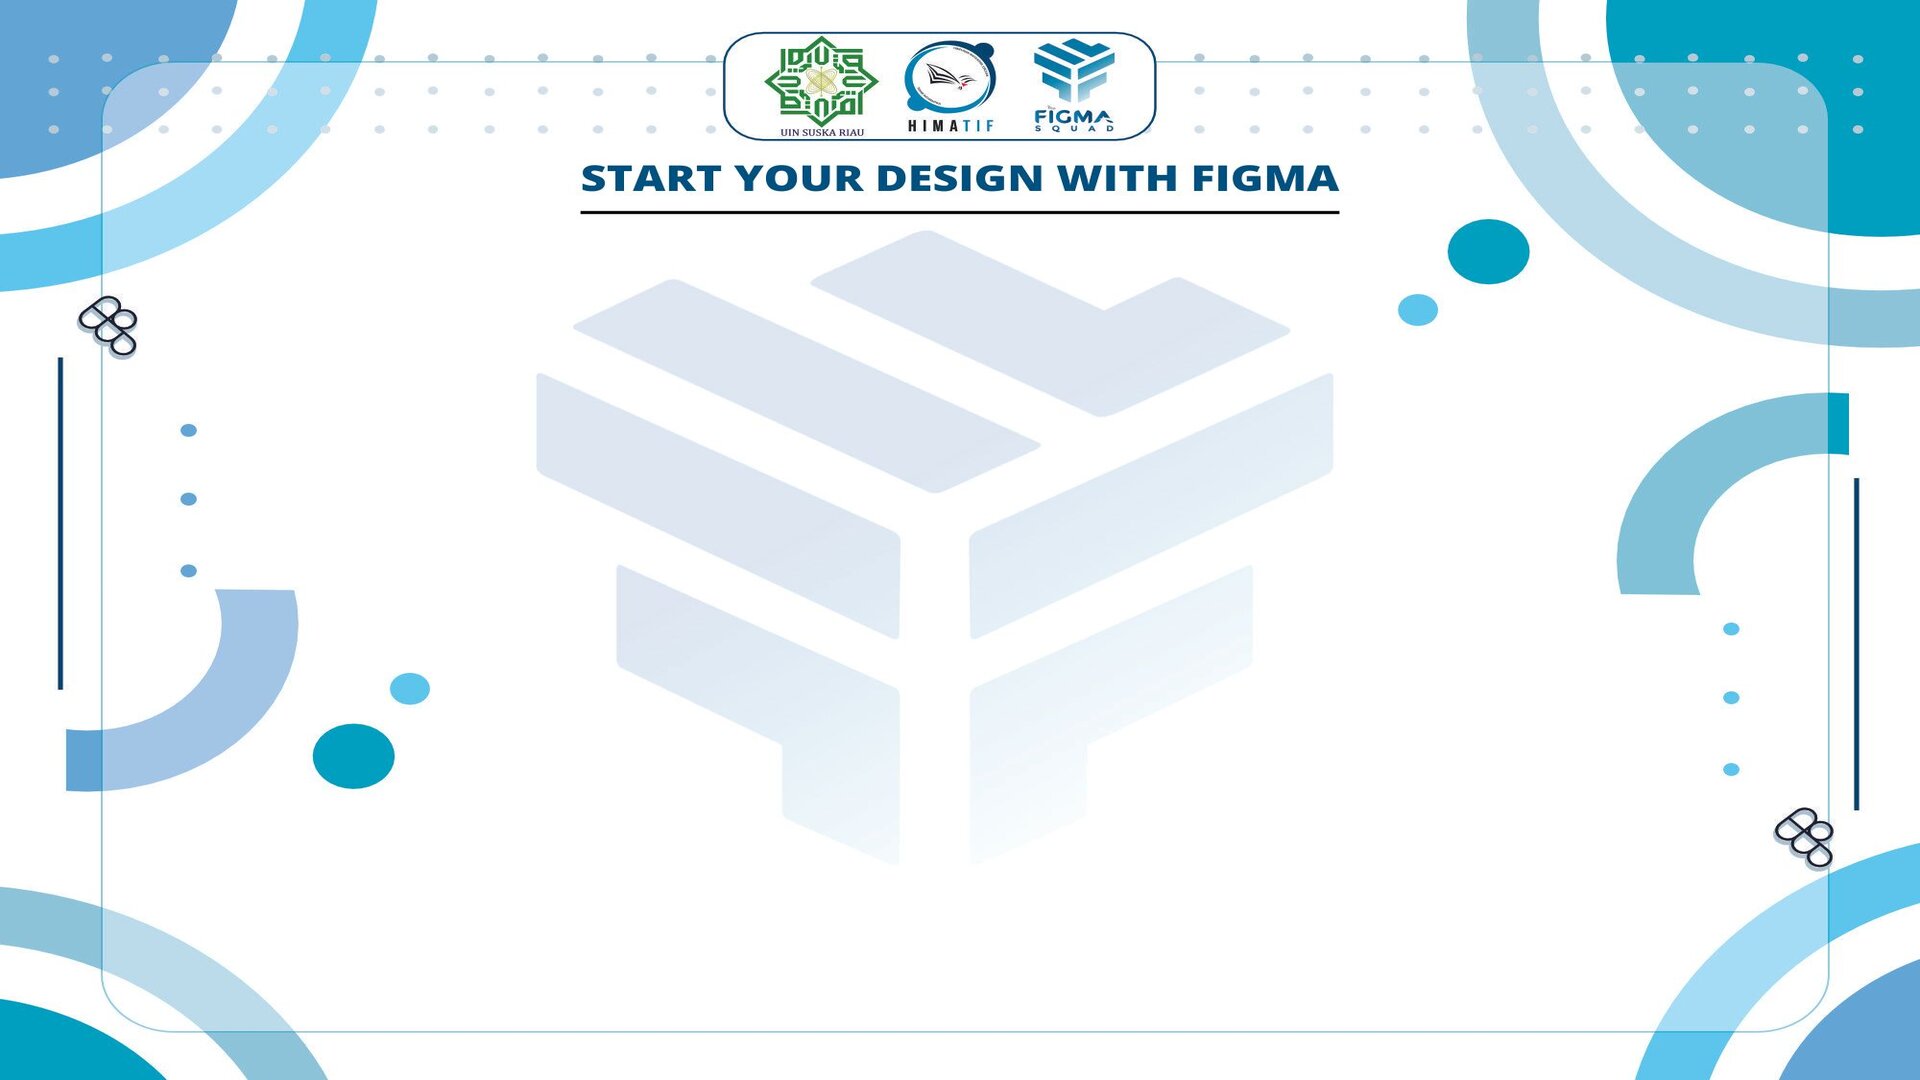 UIN SUSKA RIAU
HIMATIF
FIGMA
SQUAD
START YOUR DESIGN WITH FIGMA